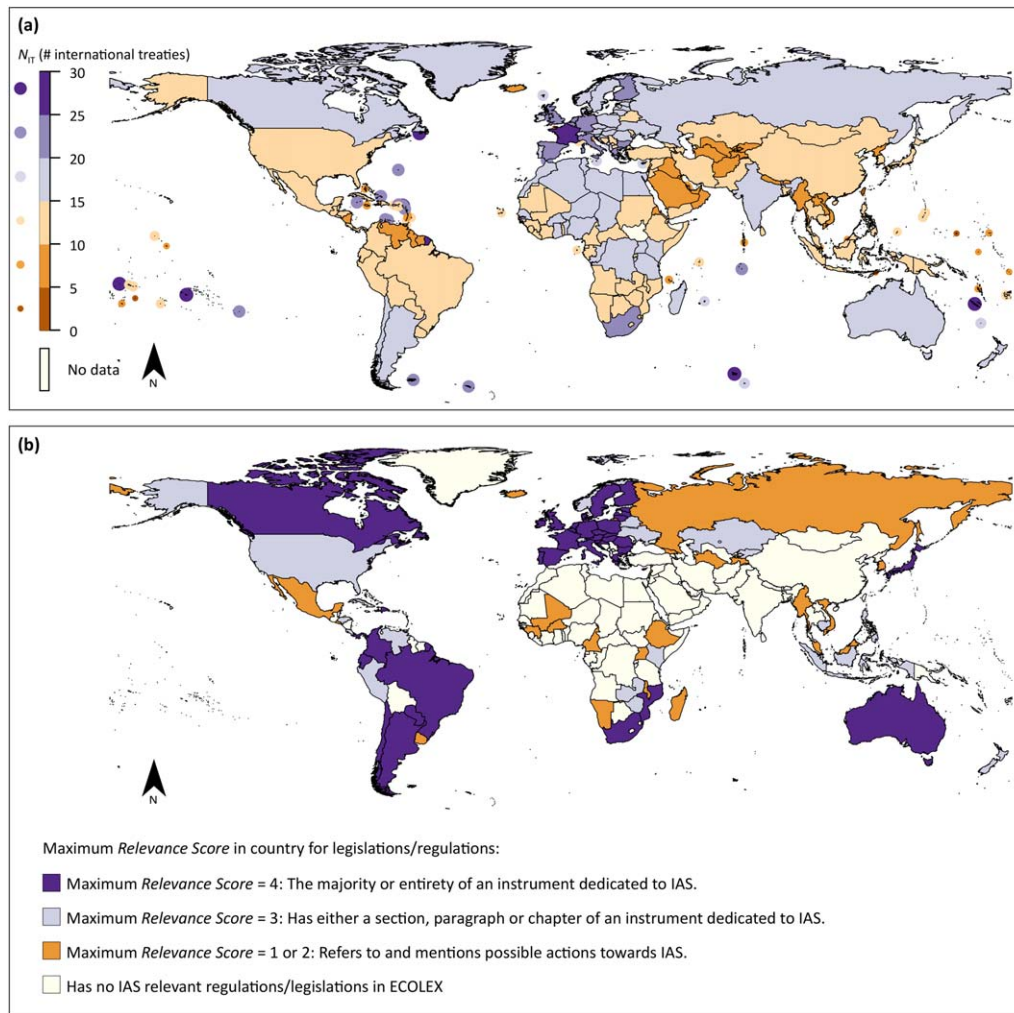 (a)
N_IT (# international treaties)
30
25
20
15
10
5
0
No data
N
(b)
N
Maximum Relevance Score in country for legislations/regulations:
Maximum Relevance Score = 4: The majority or entirety of an instrument dedicated to IAS.
Maximum Relevance Score = 3: Has either a section, paragraph or chapter of an instrument dedicated to IAS.
Maximum Relevance Score = 1 or 2: Refers to and mentions possible actions towards IAS.
Has no IAS relevant regulations/legislations in ECOLEX